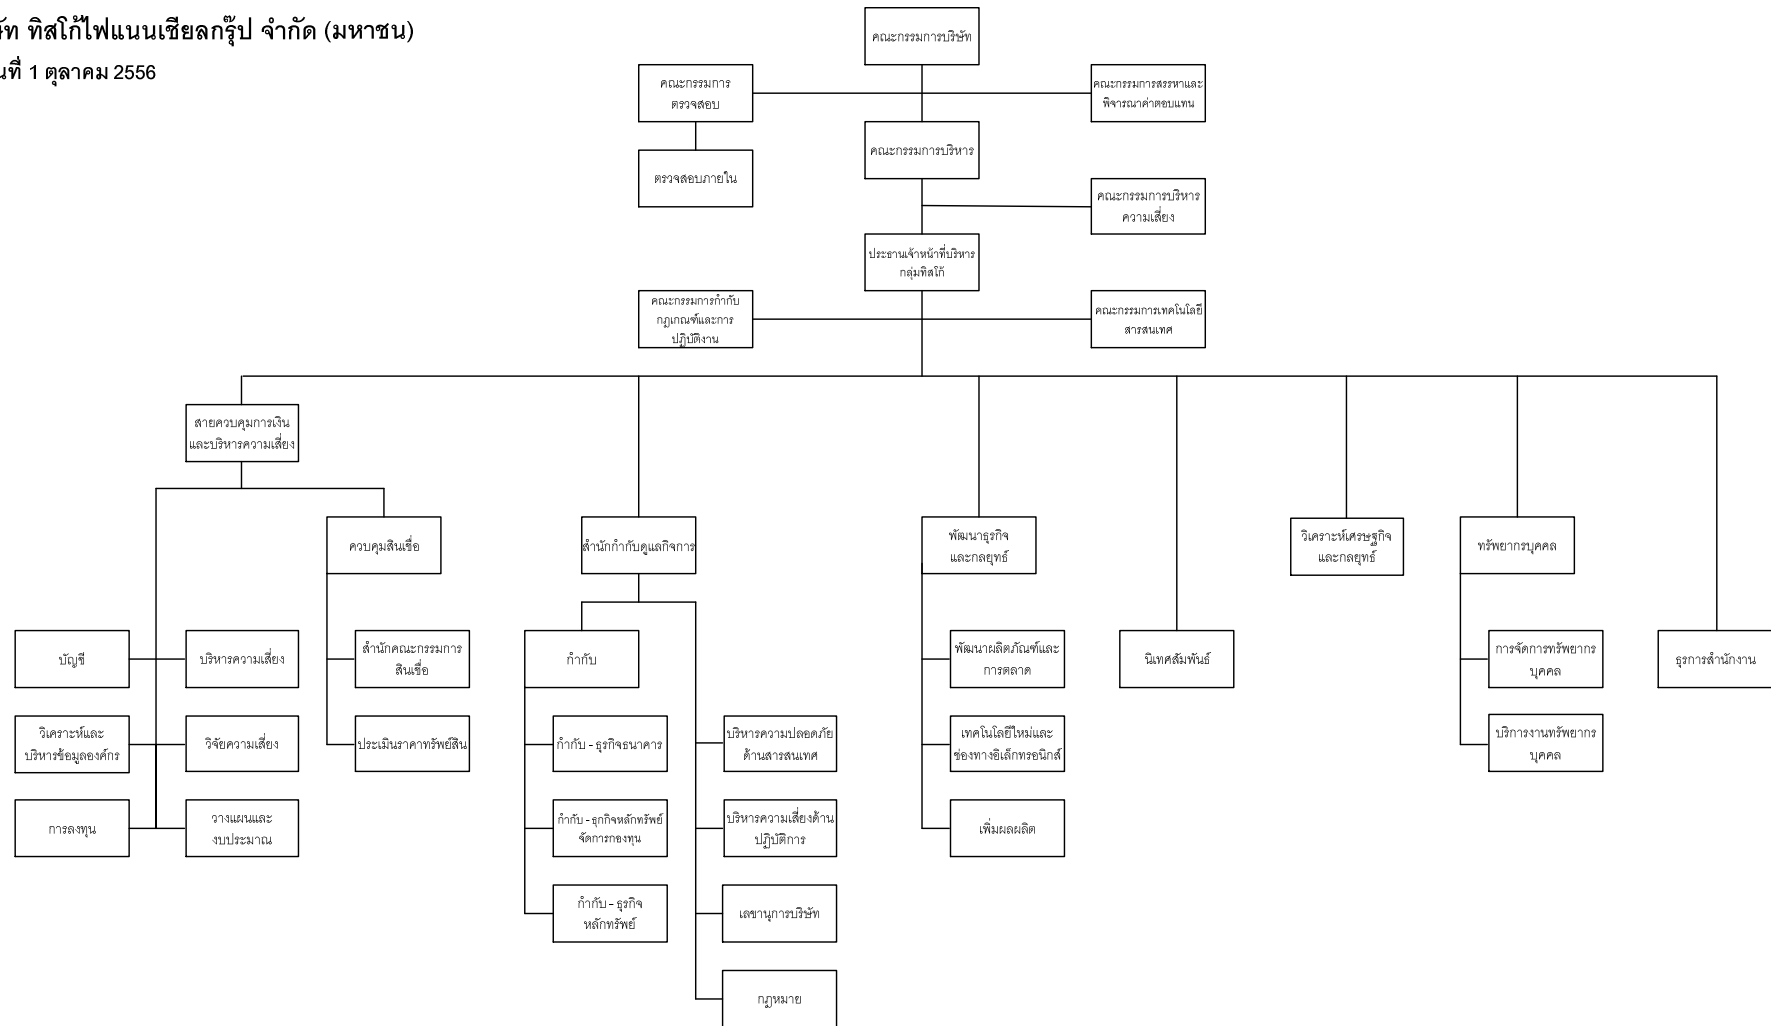 ษัท ทิสโก้ไฟแนนเชียลกรุ๊ป จำกัด (มหาชน)
นที่ 1 ตุลาคม 2556
คณะกรรมการบริษัท
คณะกรรมการ
ตรวจสอบ
คณะกรรมการสรรหาและ
พิจารณาค่าตอบแทน
คณะกรรมการบริหาร
ตรวจสอบภายใน
คณะกรรมการบริหาร
ความเสี่ยง
ประธานเจ้าหน้าที่บริหาร
กลุ่มทิสโก้
คณะกรรมการกำกับ
กฎเกณฑ์และการ
ปฏิบัติงาน
คณะกรรมการเทคโนโลยี
สารสนเทศ
สายควบคุมการเงิน
และบริหารความเสี่ยง
ควบคุมสินเชื่อ
สำนักกำกับดูแลกิจการ
พัฒนาธุรกิจ
และกลยุทธ์
วิเคราะห์เศรษฐกิจ
และกลยุทธ์
ทรัพยากรบุคคล
บัญชี
บริหารความเสี่ยง
สำนักคณะกรรมการ
สินเชื่อ
กำกับ
พัฒนาผลิตภัณฑ์และ
การตลาด
นิเทศสัมพันธ์
การจัดการทรัพยากร
บุคคล
ธุรการสำนักงาน
วิเคราะห์และ
บริหารข้อมูลองค์กร
วิจัยความเสี่ยง
ประเมินราคาทรัพย์สิน
กำกับ - ธุรกิจธนาคาร
บริหารความปลอดภัย
ด้านสารสนเทศ
เทคโนโลยีใหม่และ
ช่องทางอิเล็กทรอนิกส์
บริการงานทรัพยากร
บุคคล
การลงทุน
วางแผนและ
งบประมาณ
กำกับ - ธุกกิจหลักทรัพย์
จัดการกองทุน
บริหารความเสี่ยงด้าน
ปฏิบัติการ
เพิ่มผลผลิต
กำกับ - ธุรกิจ
หลักทรัพย์
เลขานุการบริษัท
กฎหมาย